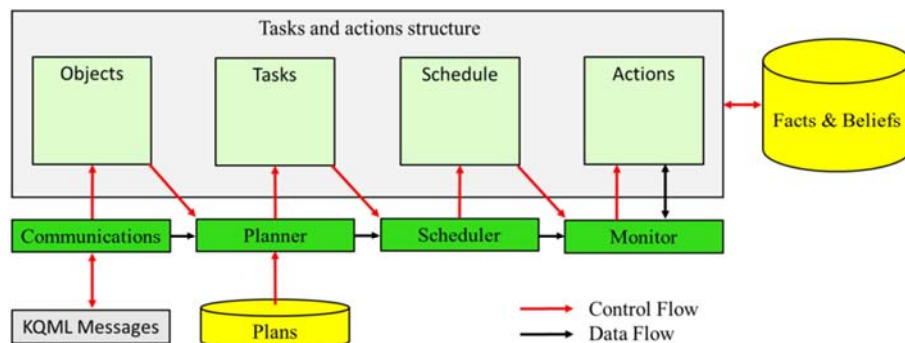 Tasks and actions structure
Objects
Tasks
Schedule
Actions
Facts & Beliefs
Communications
Planner
Scheduler
Monitor
KQML Messages
Plans
Control Flow
Data Flow